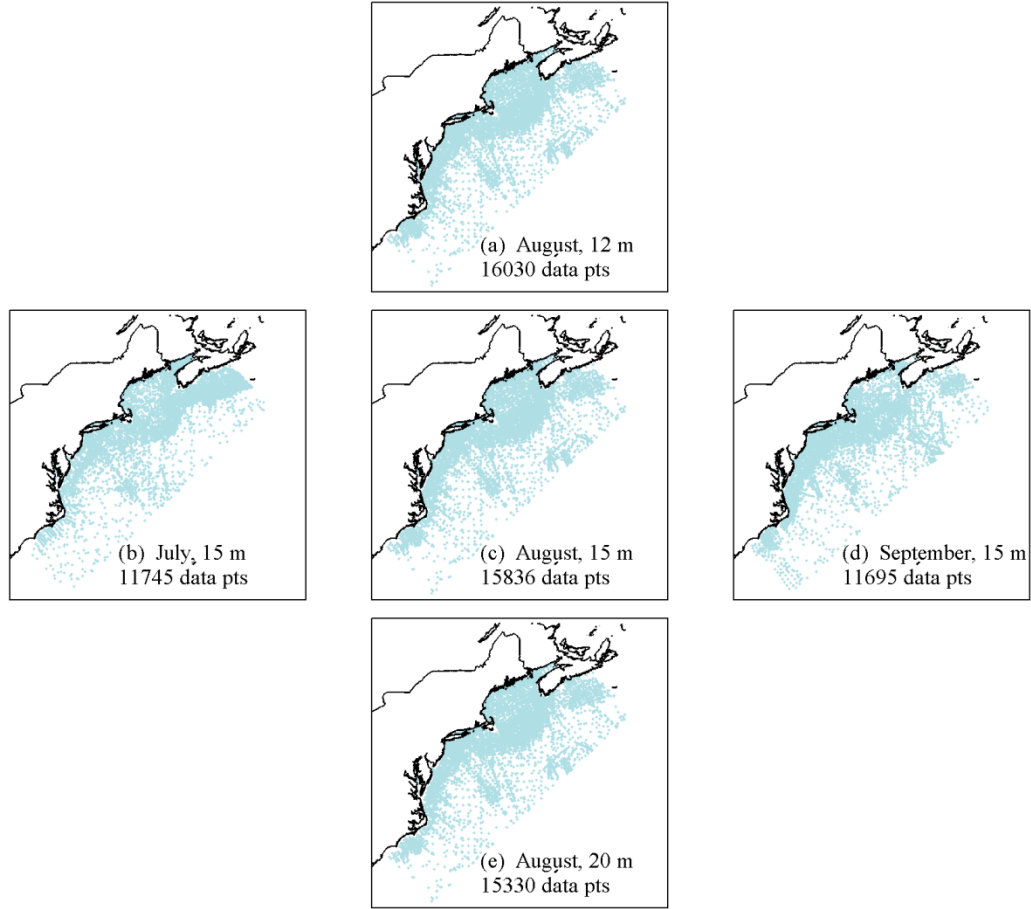 (a) August, 12 m
16030 data pts
(b) July, 15 m
11745 data pts
(c) August, 15 m
15836 data pts
(d) September, 15 m
11695 data pts
(e) August, 20 m
15330 data pts